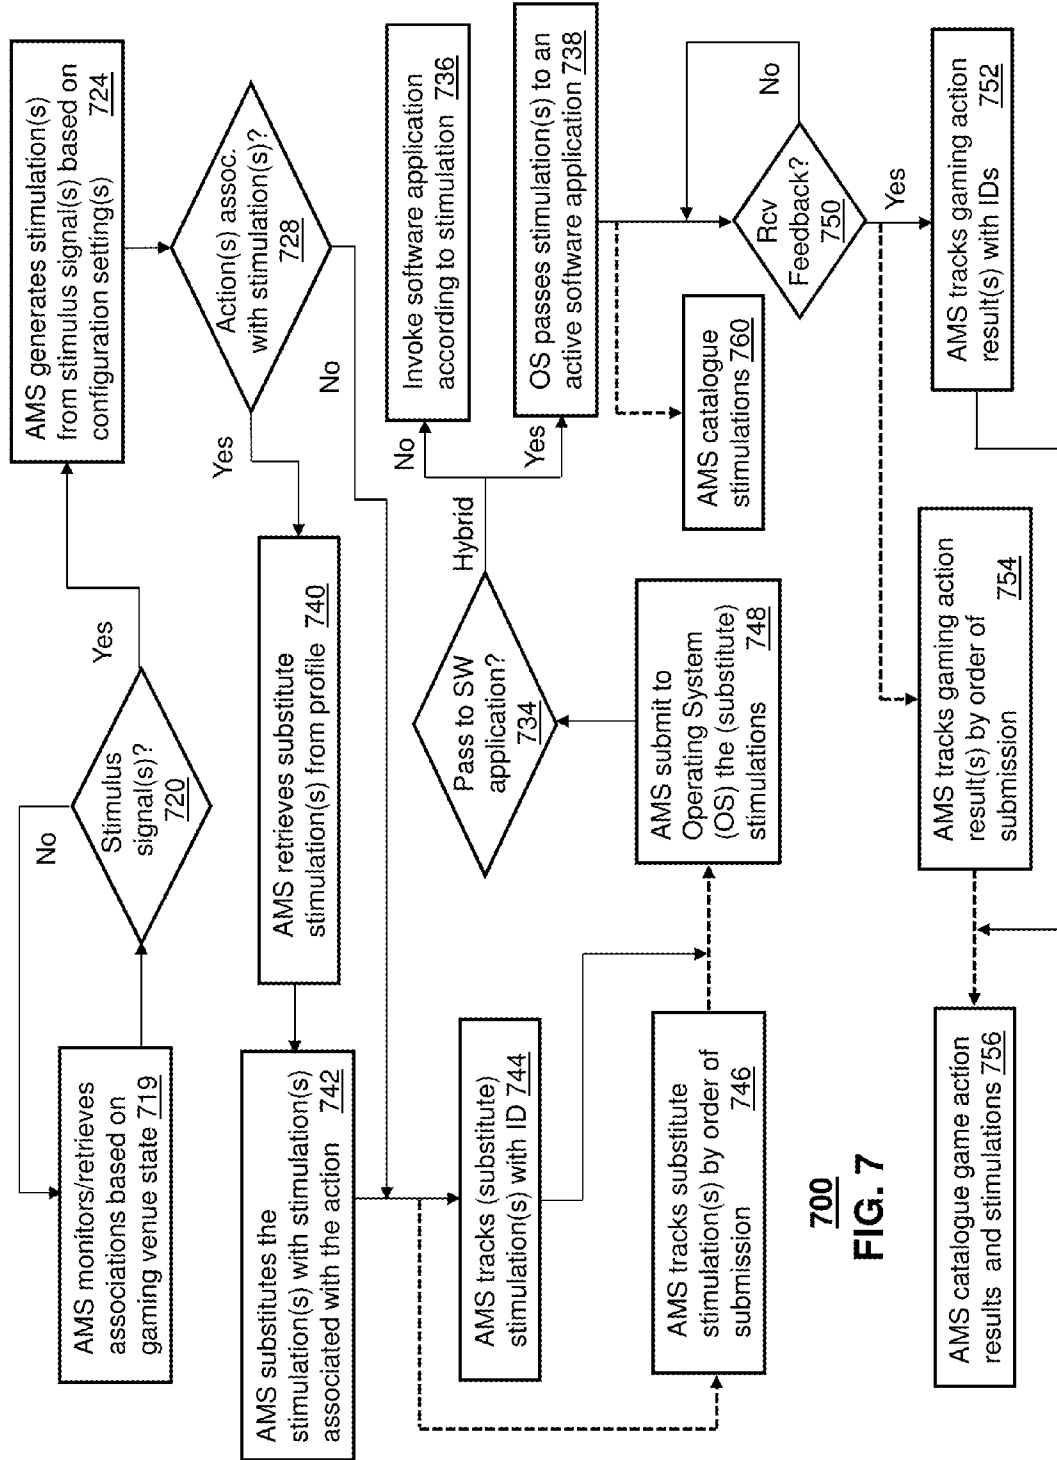 AMS monitors/retrieves
associations based on
gaming venue state 719
Stimulus
signal(s)?
720
No
Yes
AMS generates stimulation(s)
from stimulus signal(s) based on
configuration setting(s) 724
Action(s) assoc.
with stimulation(s)?
728
Yes
No
AMS retrieves substitute
stimulation(s) from profile 740
AMS substitutes the
stimulation(s) with stimulation(s)
associated with the action 742
AMS tracks (substitute)
stimulation(s) with ID 744
AMS tracks substitute
stimulation(s) by order of
submission 746
AMS submit to
Operating System
(OS) the (substitute)
stimulations 748
Pass to SW
application?
734
Hybrid
No
Yes
Invoke software application
according to stimulation 736
OS passes stimulation(s) to an
active software application 738
AMS catalogue
stimulations 760
Rcv
Feedback?
750
No
Yes
AMS tracks gaming action
result(s) with IDs 752
AMS tracks gaming action
result(s) by order of
submission 754
AMS catalogue game action
results and stimulations 756
700
FIG. 7